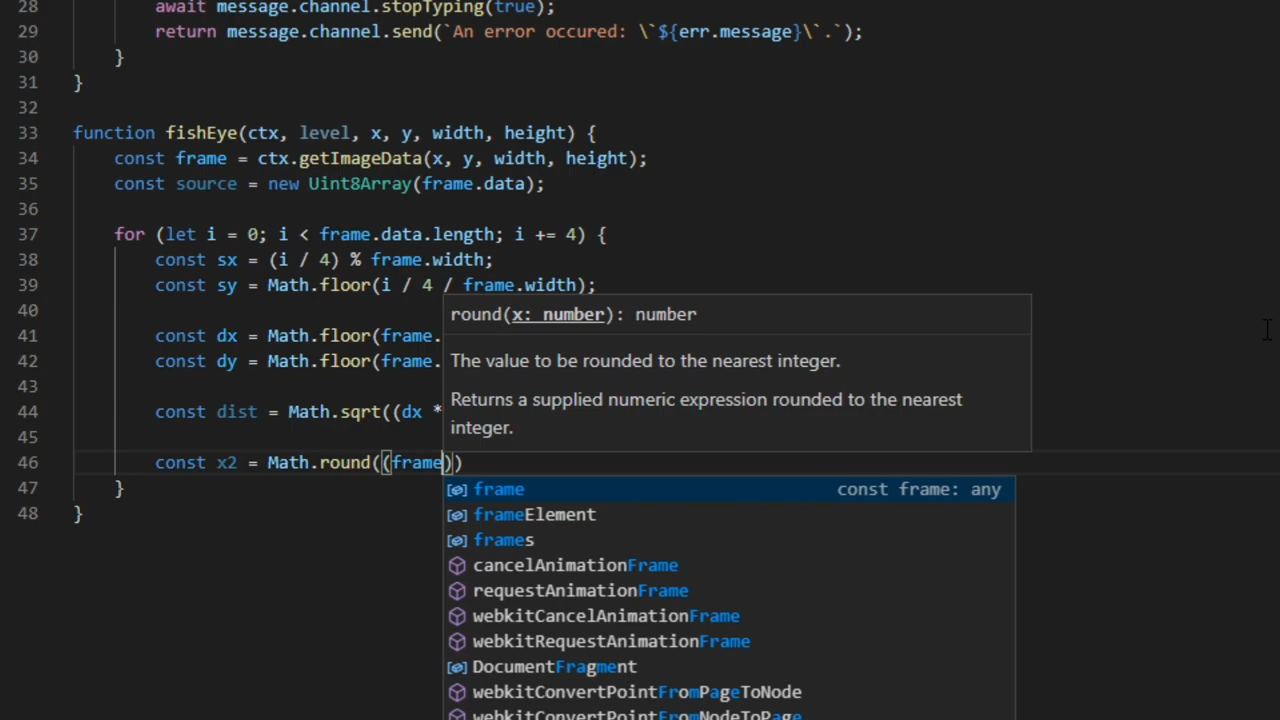 28 await message.channel.stopTyping(true);
29 return message.channel.send(`An error occured: \`${err.message}\`.`);
30 }
31 }
32
33 function fishEye(ctx, level, x, y, width, height) {
34 const frame = ctx.getImageData(x, y, width, height);
35 const source = new Uint8Array(frame.data);
36
37 for (let i = 0; i < frame.data.length; i += 4) {
38 const sx = (i / 4) % frame.width;
39 const sy = Math.floor(i / 4 / frame.width);
40
round(x: number): number
41 const dx = Math.floor(frame.
42 const dy = Math.floor(frame.
The value to be rounded to the nearest integer.
43
Returns a supplied numeric expression rounded to the nearest
44 const dist = Math.sqrt((dx *
integer.
45
46 const x2 = Math.round((frame))
47 }
frame const frame: any
48 }
frameElement
frames
cancelAnimationFrame
requestAnimationFrame
webkitCancelAnimationFrame
webkitRequestAnimationFrame
DocumentFragment
webkitConvertPointFromPageToNode
webkitConvertPointFromNodeToPage